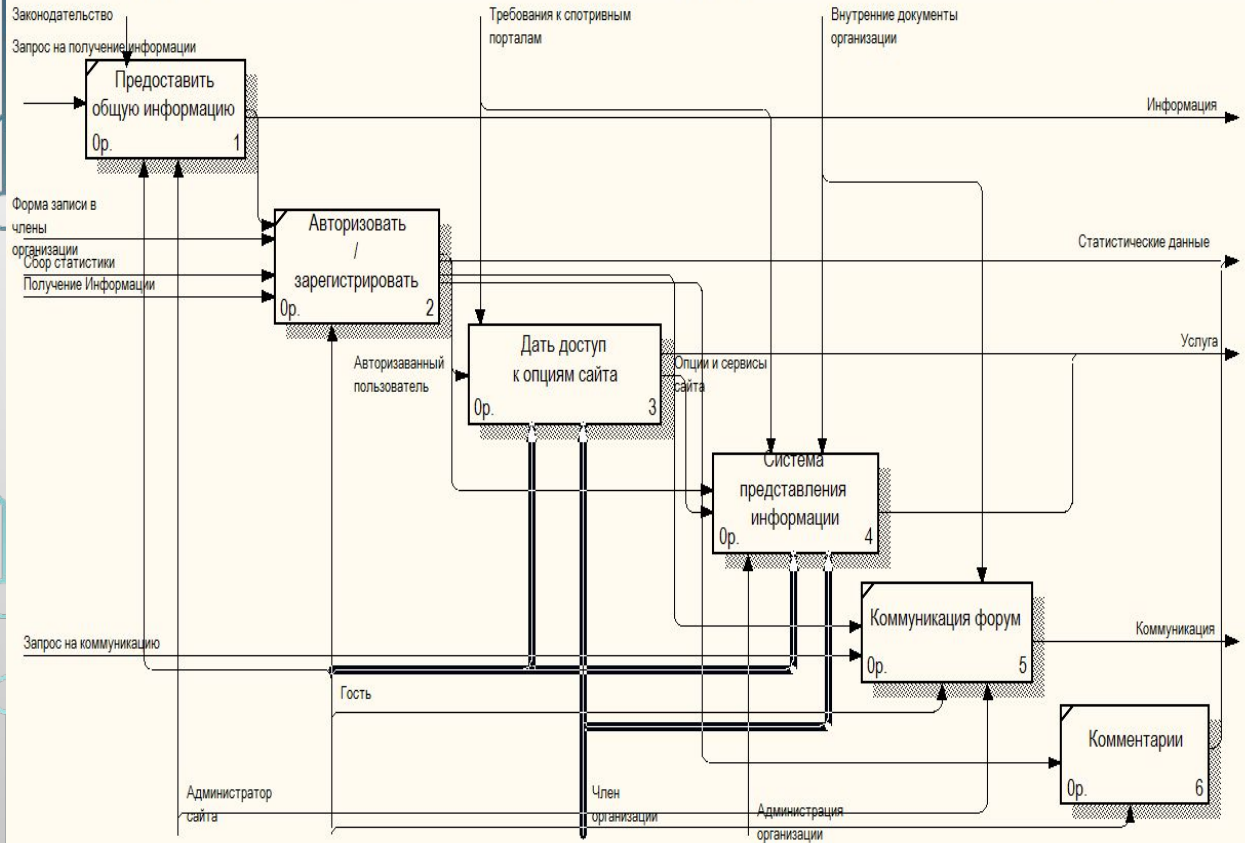 Законодательство
Требования к спотривным
порталам
Внутренние документы
организации
Запрос на получение информации
Предоставить
общую информацию
0р. 1
Информация
Форма записи в
члены
организации
Сбор статистики
Получение Информации
Авторизовать
/
зарегистрировать
0р. 2
Статистические данные
Авторизаванный
пользователь
Дать доступ
к опциям сайта
0р. 3
Опции и сервисы
сайта
Услуга
Система
представления
информации
0р. 4
Запрос на коммуникацию
Коммуникация форум
0р. 5
Коммуникация
Гость
Комментарии
0р. 6
Администратор
сайта
Член
организации
Администрация
организации